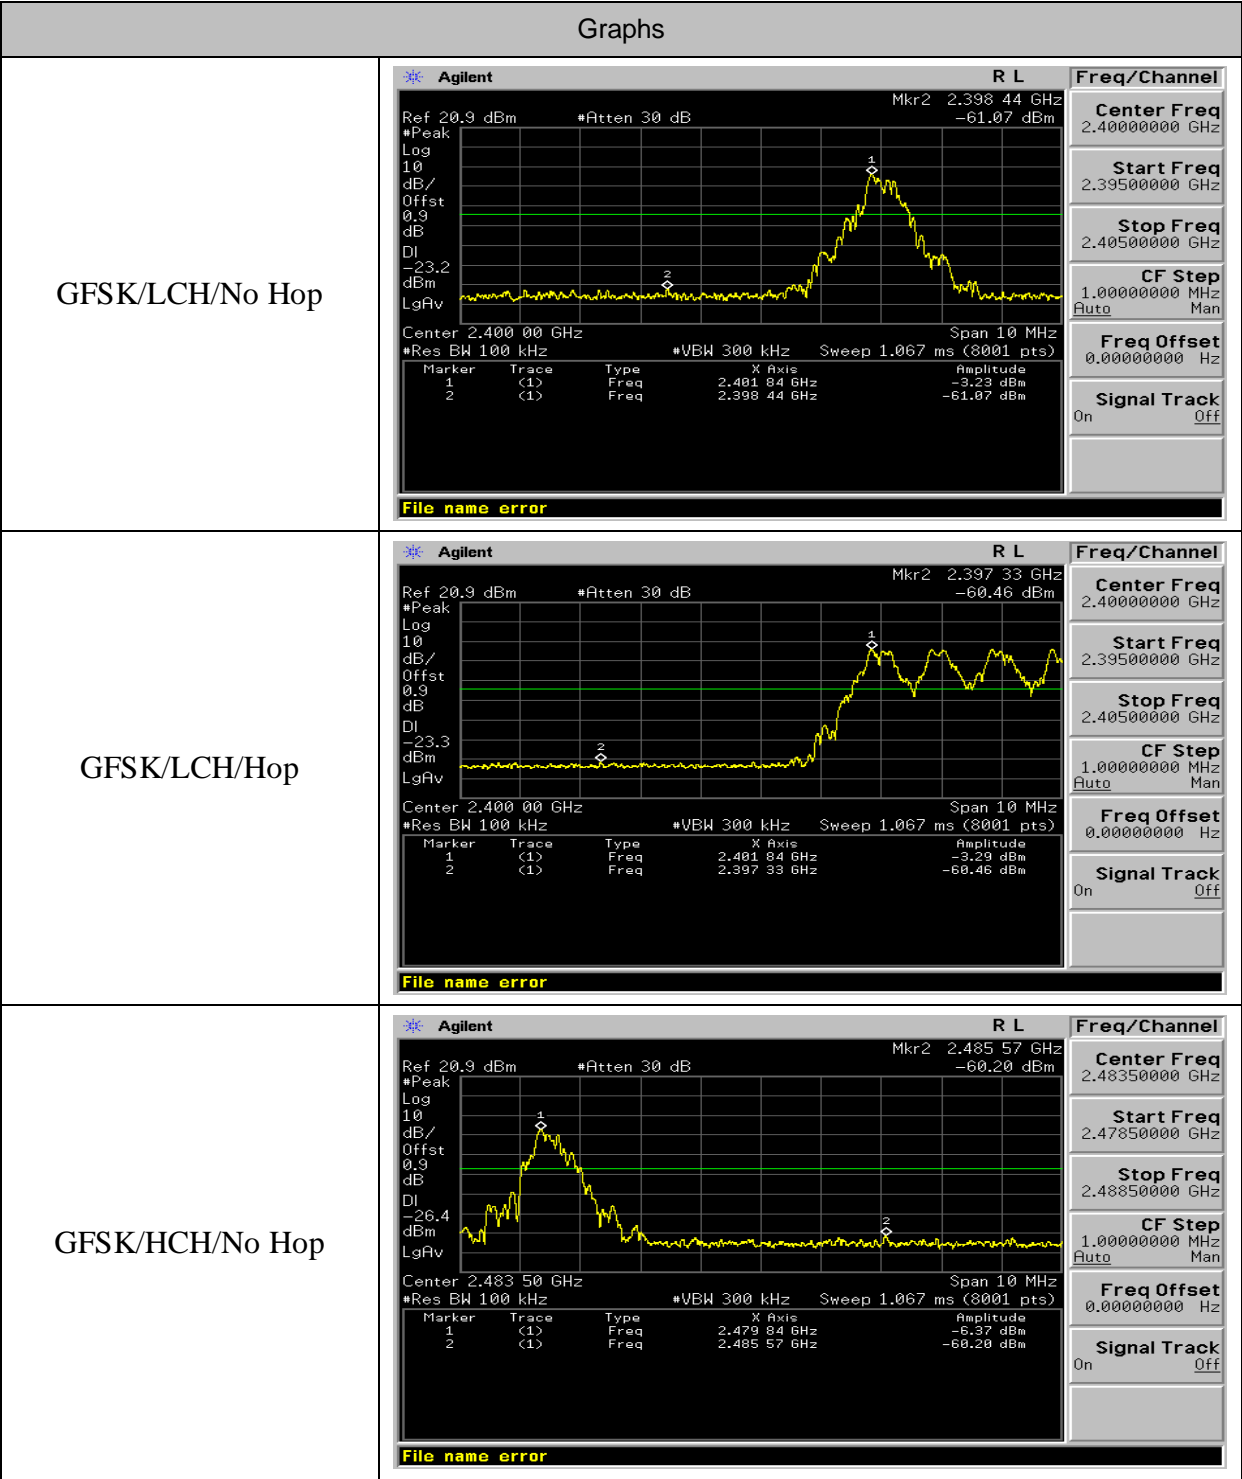 Graphs
GFSK/LCH/No Hop
Agilent R L Freq/Channel
Mkr2 2.398 44 GHz
Ref 20.9 dBm #Atten 30 dB -61.07 dBm
#Peak
Log
10
dB/
Offst
0.9
dB
DI
-23.2
dBm
LgAv
1
2
Center 2.400 00 GHz Span 10 MHz
#Res BW 100 kHz #VBW 300 kHz Sweep 1.067 ms (8001 pts)
Marker Trace Type X Axis Amplitude
1 (1) Freq 2.401 84 GHz -3.23 dBm
2 (1) Freq 2.398 44 GHz -61.07 dBm
File name error
Center Freq
2.40000000 GHz
Start Freq
2.39500000 GHz
Stop Freq
2.40500000 GHz
CF Step
1.00000000 MHz
Auto Man
Freq Offset
0.00000000 Hz
Signal Track
On Off
GFSK/LCH/Hop
Agilent R L Freq/Channel
Mkr2 2.397 33 GHz
Ref 20.9 dBm #Atten 30 dB -60.46 dBm
#Peak
Log
10
dB/
Offst
0.9
dB
DI
-23.3
dBm
LgAv
1
2
Center 2.400 00 GHz Span 10 MHz
#Res BW 100 kHz #VBW 300 kHz Sweep 1.067 ms (8001 pts)
Marker Trace Type X Axis Amplitude
1 (1) Freq 2.401 84 GHz -3.29 dBm
2 (1) Freq 2.397 33 GHz -60.46 dBm
File name error
Center Freq
2.40000000 GHz
Start Freq
2.39500000 GHz
Stop Freq
2.40500000 GHz
CF Step
1.00000000 MHz
Auto Man
Freq Offset
0.00000000 Hz
Signal Track
On Off
GFSK/HCH/No Hop
Agilent R L Freq/Channel
Mkr2 2.485 57 GHz
Ref 20.9 dBm #Atten 30 dB -60.20 dBm
#Peak
Log
10
dB/
Offst
0.9
dB
DI
-26.4
dBm
LgAv
1
2
Center 2.483 50 GHz Span 10 MHz
#Res BW 100 kHz #VBW 300 kHz Sweep 1.067 ms (8001 pts)
Marker Trace Type X Axis Amplitude
1 (1) Freq 2.479 84 GHz -6.37 dBm
2 (1) Freq 2.485 57 GHz -60.20 dBm
File name error
Center Freq
2.48350000 GHz
Start Freq
2.47850000 GHz
Stop Freq
2.48850000 GHz
CF Step
1.00000000 MHz
Auto Man
Freq Offset
0.00000000 Hz
Signal Track
On Off